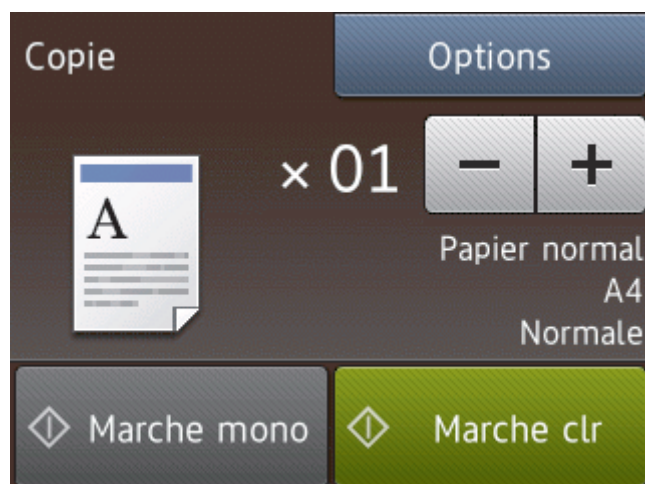 Copie
Options
× 01 − +
A
Papier normal
A4
Normale
Marche mono
Marche clr